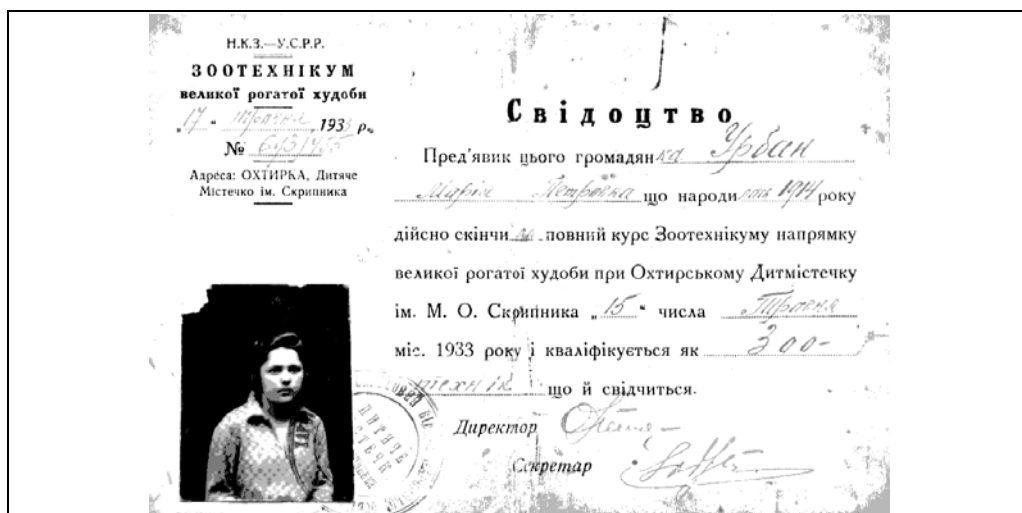 Н.К.З.—У.С.Р.Р.
ЗООТЕХНІКУМ
великої рогатої худоби
„17" Травня 1933 р.
№
Адреса: ОХТИРКА, Дитяче
Містечко ім. Скрипника
Свідоцтво
Пред'явик цього громадянка Урбан
Марія Петровна що народилась 1914 року
дійсно скінчила повний курс Зоотехнікуму напрямку
великої рогатої худоби при Охтирському Дитмістечку
ім. М. О. Скрипника „15" числа Травня
міс. 1933 року і кваліфікується як Зоо-
технік що й свідчиться.
Директор
Секретар